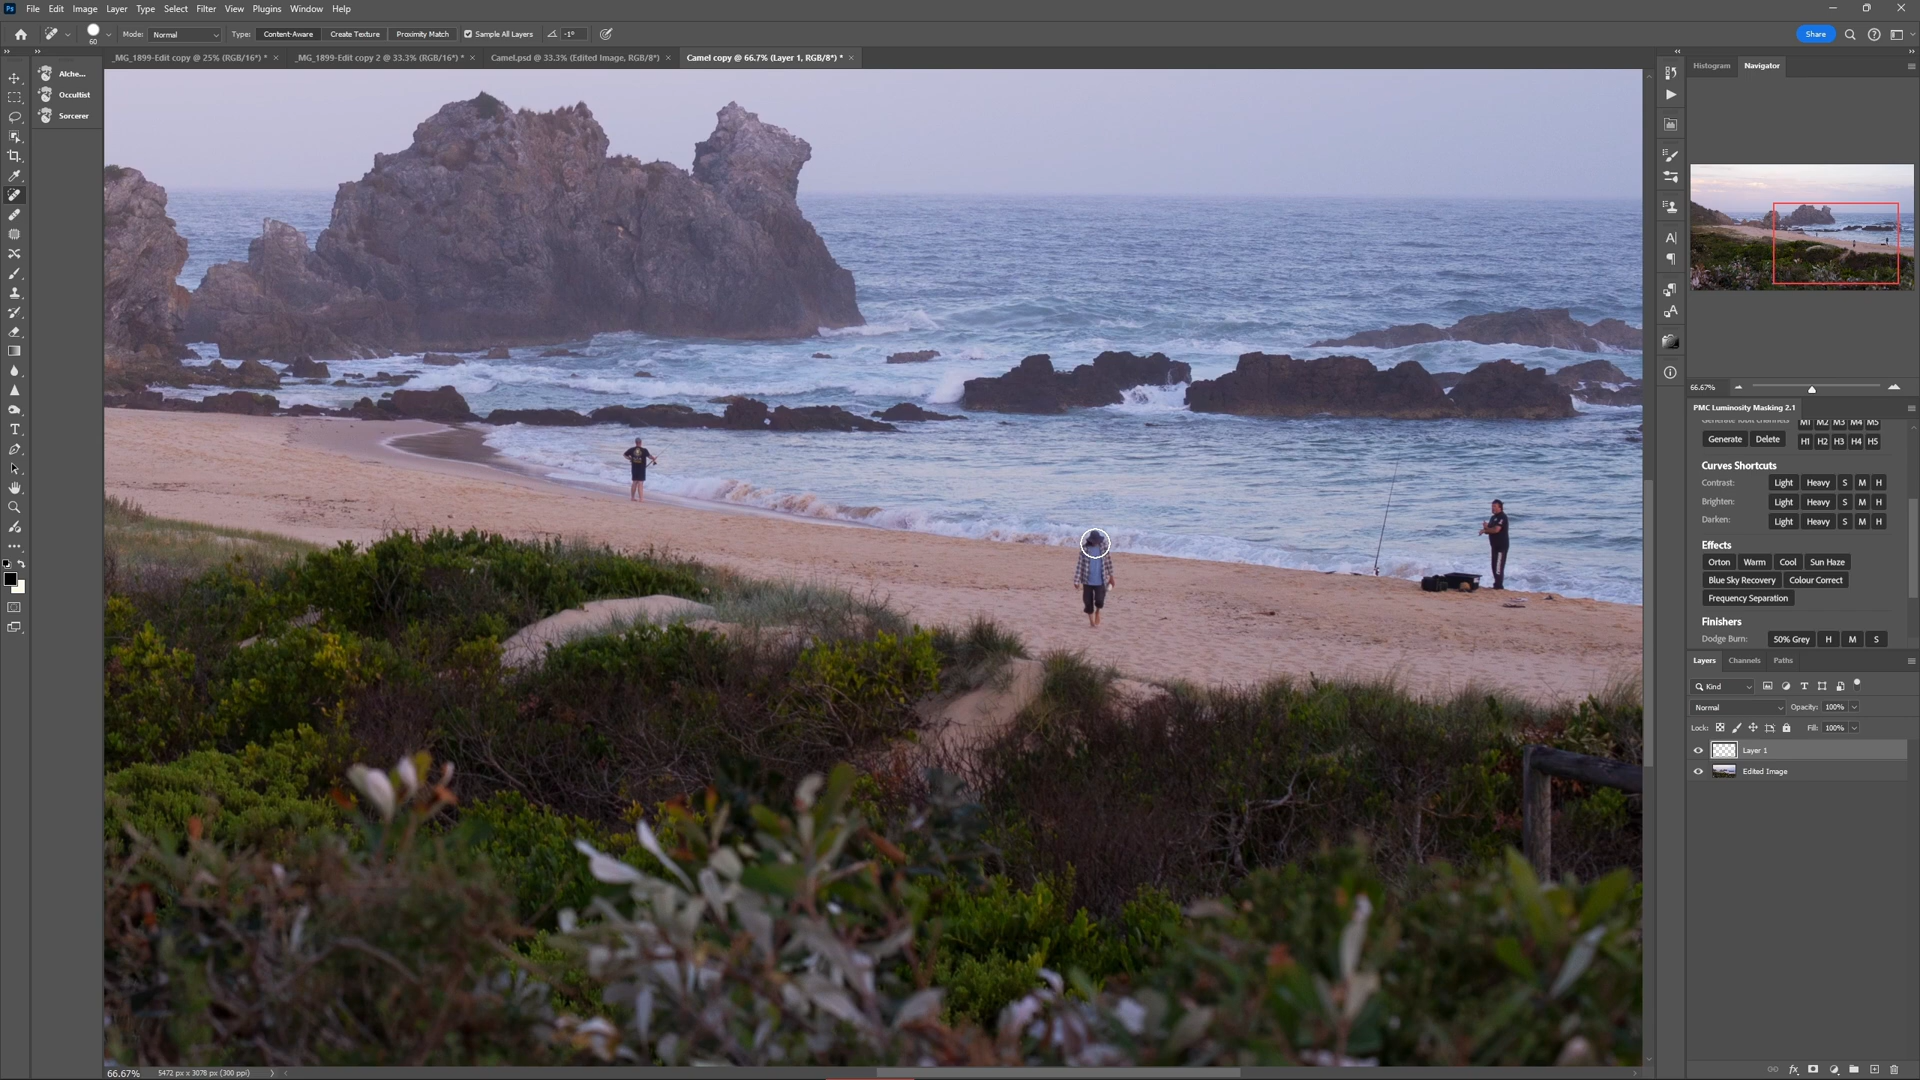 Ps File Edit Image Layer Type Select Filter View Plugins Window Help
60 Mode: Normal Type: Content-Aware Create Texture Proximity Match Sample All Layers -1° Share
_MG_1899-Edit copy @ 25% (RGB/16*) * × _MG_1899-Edit copy 2 @ 33.3% (RGB/16*) * × Camel.psd @ 33.3% (Edited Image, RGB/8*) × Camel copy @ 66.7% (Layer 1, RGB/8*) * ×
Alche...
Occultist
Sorcerer
Histogram Navigator
66.67%
PMC Luminosity Masking 2.1
M1 M2 M3 M4 M5
Generate Delete H1 H2 H3 H4 H5
Curves Shortcuts
Contrast: Light Heavy S M H
Brighten: Light Heavy S M H
Darken: Light Heavy S M H
Effects
Orton Warm Cool Sun Haze
Blue Sky Recovery Colour Correct
Frequency Separation
Finishers
Dodge Burn: 50% Grey H M S
Layers Channels Paths
Kind
Normal Opacity: 100%
Lock: Fill: 100%
Layer 1
Edited Image
66.67% 5472 px x 3078 px (300 ppi)